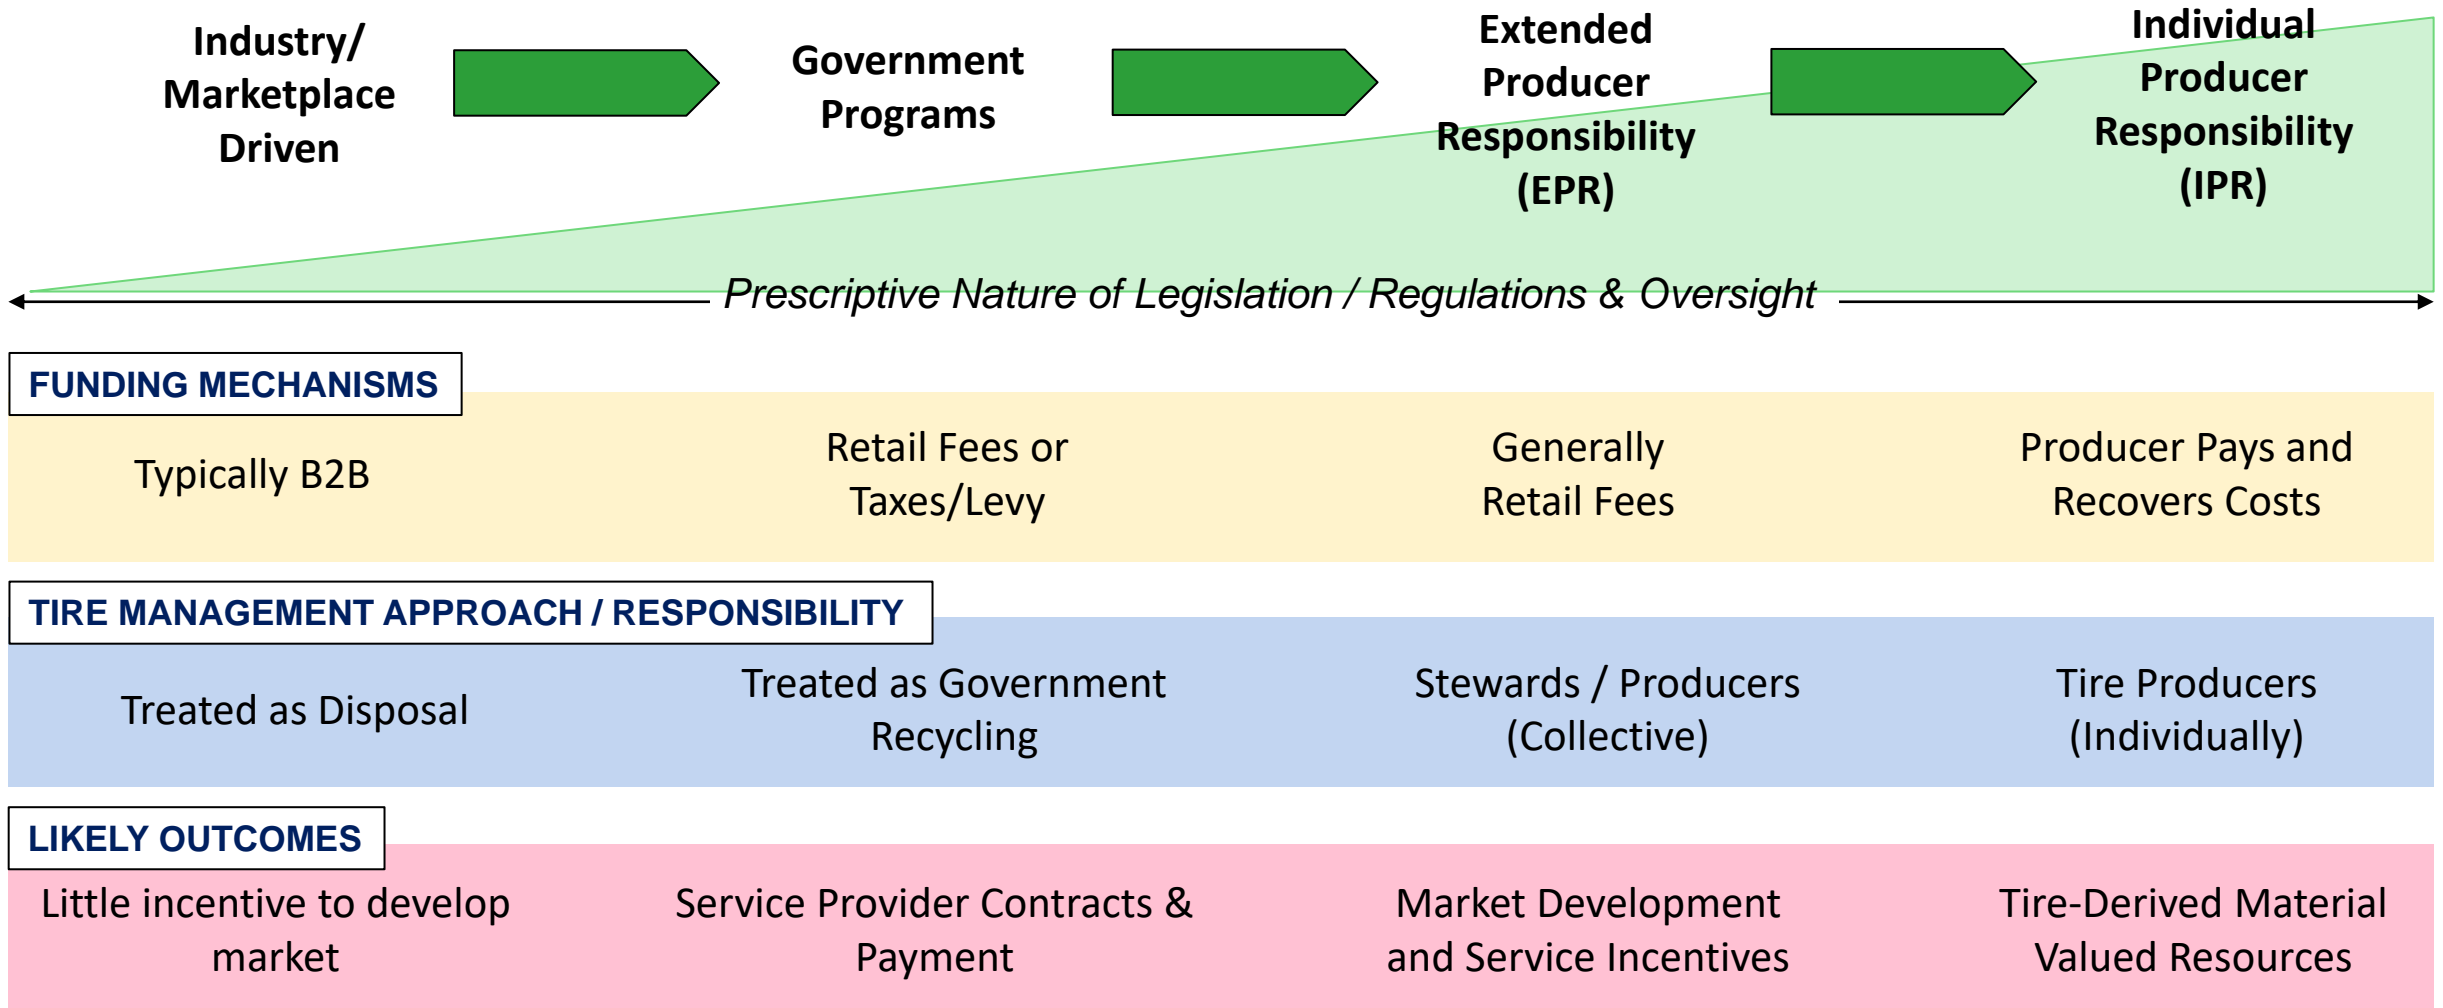 Industry/
Marketplace
Driven
Government
Programs
Extended
Producer
Responsibility
(EPR)
Individual
Producer
Responsibility
(IPR)
Prescriptive Nature of Legislation / Regulations & Oversight
FUNDING MECHANISMS
Typically B2B
Retail Fees or
Taxes/Levy
Generally
Retail Fees
Producer Pays and
Recovers Costs
TIRE MANAGEMENT APPROACH / RESPONSIBILITY
Treated as Disposal
Treated as Government
Recycling
Stewards / Producers
(Collective)
Tire Producers
(Individually)
LIKELY OUTCOMES
Little incentive to develop
market
Service Provider Contracts &
Payment
Market Development
and Service Incentives
Tire-Derived Material
Valued Resources